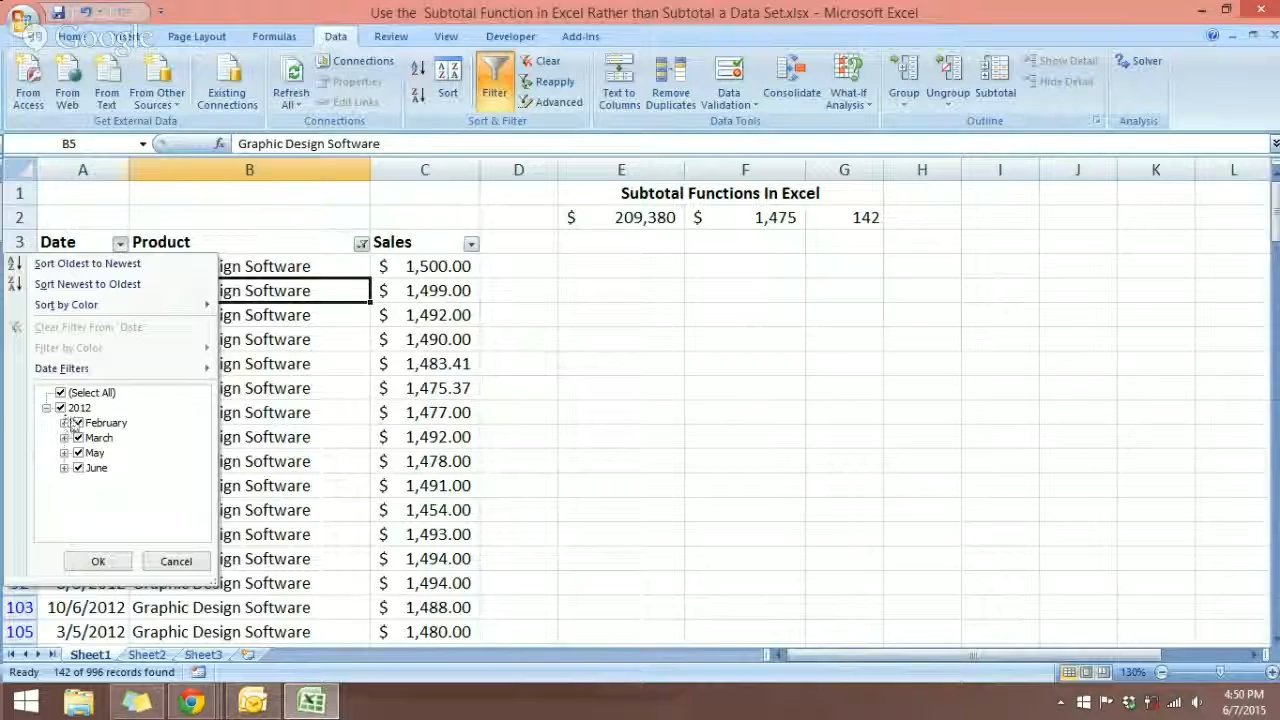 Use the Subtotal Function in Excel Rather than Subtotal a Data Set.xlsx - Microsoft Excel
Google
Home Insert Page Layout Formulas Data Review View Developer Add-Ins
From Access
From Web
From Text
From Other Sources
Existing Connections
Get External Data
Refresh All
Connections
Properties
Edit Links
Connections
Sort
Filter
Clear
Reapply
Advanced
Sort & Filter
Text to Columns
Remove Duplicates
Data Validation
Consolidate
What-If Analysis
Data Tools
Group
Ungroup
Subtotal
Show Detail
Hide Detail
Outline
Solver
Analysis
B5 fx Graphic Design Software
A B C D E F G H I J K L
1 Subtotal Functions In Excel
2 $ 209,380 $ 1,475 142
3 Date Product Sales
ign Software $ 1,500.00
ign Software $ 1,499.00
ign Software $ 1,492.00
ign Software $ 1,490.00
ign Software $ 1,483.41
ign Software $ 1,475.37
ign Software $ 1,477.00
ign Software $ 1,492.00
ign Software $ 1,478.00
ign Software $ 1,491.00
ign Software $ 1,454.00
ign Software $ 1,493.00
ign Software $ 1,494.00
$ 1,494.00
103 10/6/2012 Graphic Design Software $ 1,488.00
105 3/5/2012 Graphic Design Software $ 1,480.00
Sort Oldest to Newest
Sort Newest to Oldest
Sort by Color
Clear Filter From "Date"
Filter by Color
Date Filters
(Select All)
2012
February
March
May
June
OK Cancel
Sheet1 Sheet2 Sheet3
Ready 142 of 996 records found 130%
4:50 PM
6/7/2015